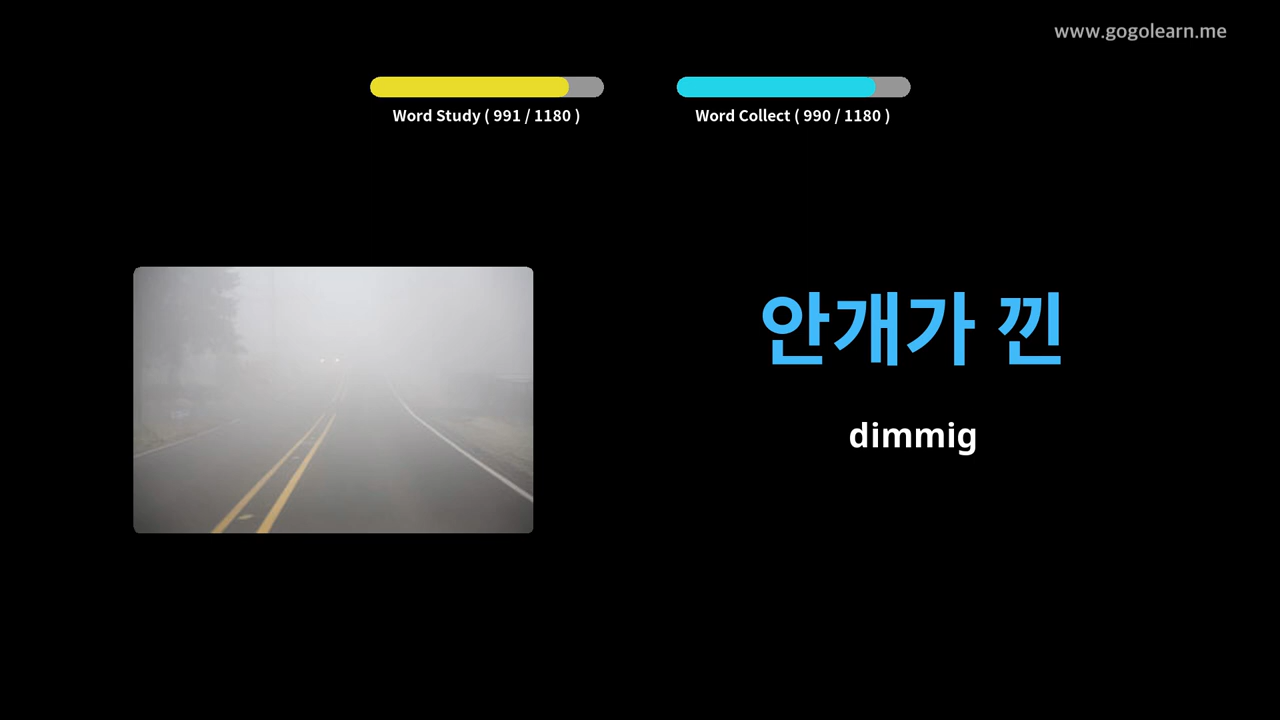 www.gogolearn.me
Word Study ( 991 / 1180 )
Word Collect ( 990 / 1180 )
안개가 낀
dimmig